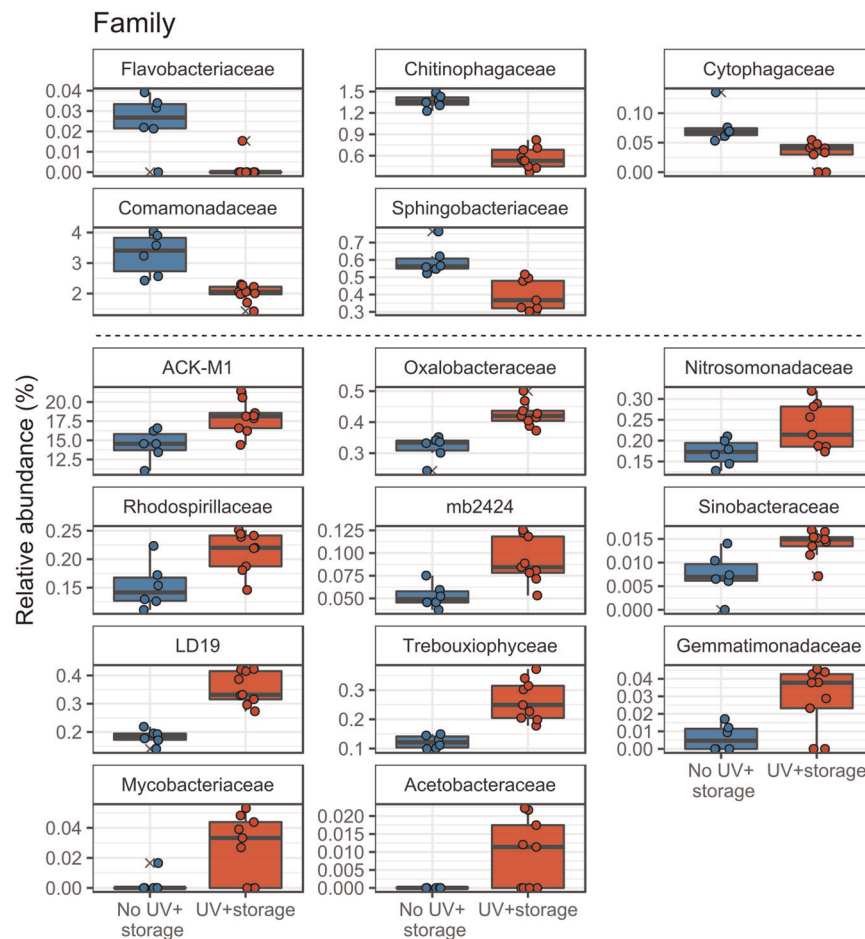 Family
Flavobacteriaceae
Chitinophagaceae
Cytophagaceae
0.04
0.03
0.02
0.01
0.00
1.5
1.2
0.9
0.6
0.10
0.05
0.00
Comamonadaceae
Sphingobacteriaceae
4
3
2
0.7
0.6
0.5
0.4
0.3
Relative abundance (%)
ACK-M1
Oxalobacteraceae
Nitrosomonadaceae
20.0
17.5
15.0
12.5
0.5
0.4
0.3
0.30
0.25
0.20
0.15
Rhodospirillaceae
mb2424
Sinobacteraceae
0.25
0.20
0.15
0.125
0.100
0.075
0.050
0.015
0.010
0.005
0.000
LD19
Trebouxiophyceae
Gemmatimonadaceae
0.4
0.3
0.2
0.3
0.2
0.1
0.04
0.03
0.02
0.01
0.00
Mycobacteriaceae
Acetobacteraceae
No UV+
storage
UV+storage
0.04
0.02
0.00
0.020
0.015
0.010
0.005
0.000
No UV+
storage
UV+storage
No UV+
storage
UV+storage